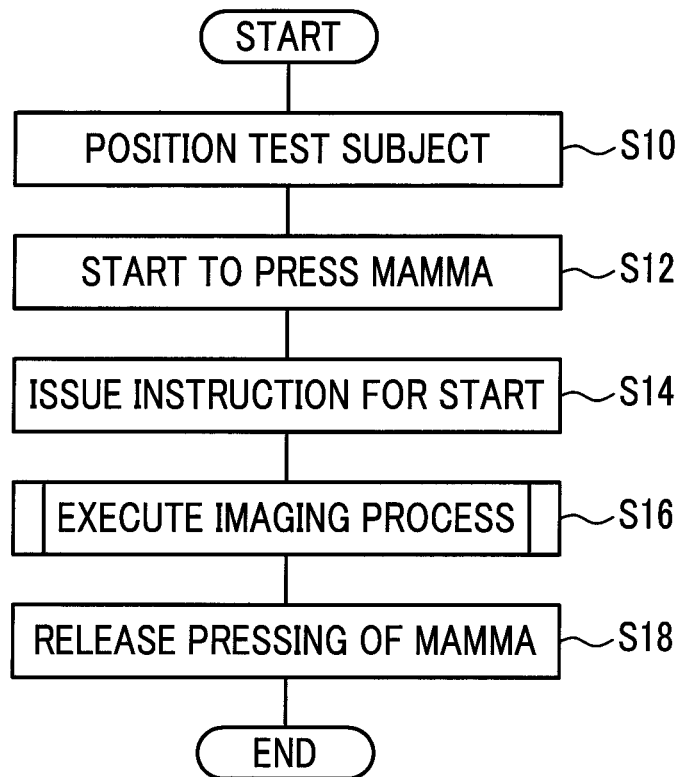 START
POSITION TEST SUBJECT S10
START TO PRESS MAMMA S12
ISSUE INSTRUCTION FOR START S14
EXECUTE IMAGING PROCESS S16
RELEASE PRESSING OF MAMMA S18
END